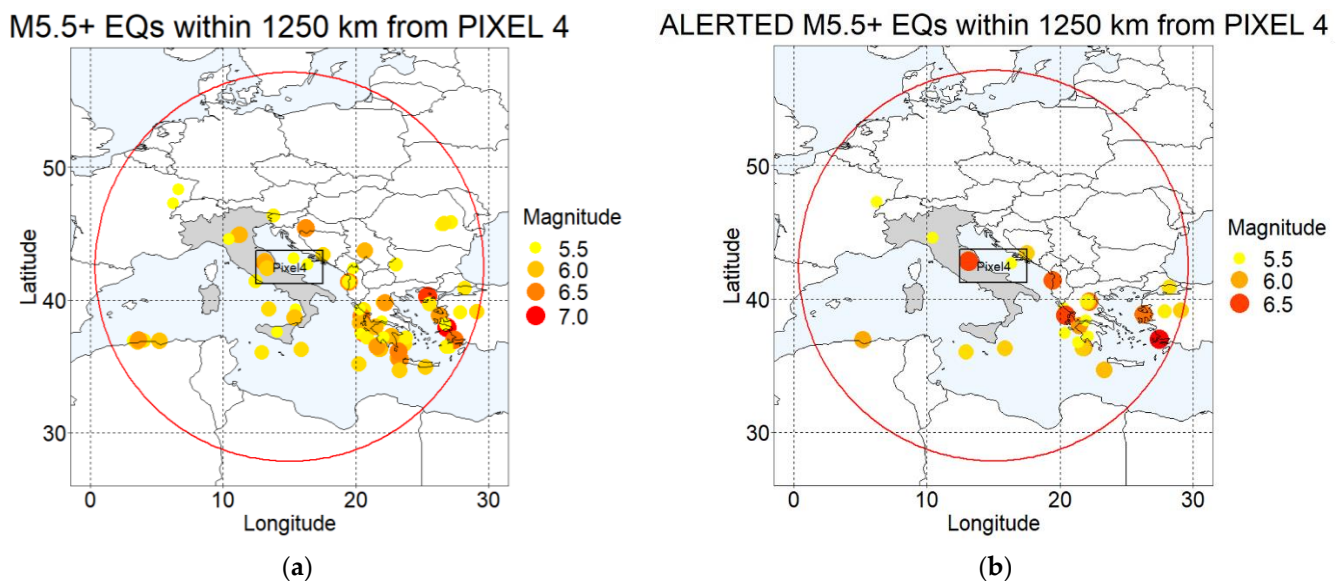 M5.5+ EQs within 1250 km from PIXEL 4
50
40
30
Latitude
0
10
20
30
Longitude
Pixel4
Magnitude
5.5
6.0
6.5
7.0
(a)
ALERTED M5.5+ EQs within 1250 km from PIXEL 4
50
40
30
Latitude
0
10
20
30
Longitude
Pixel4
Magnitude
5.5
6.0
6.5
(b)